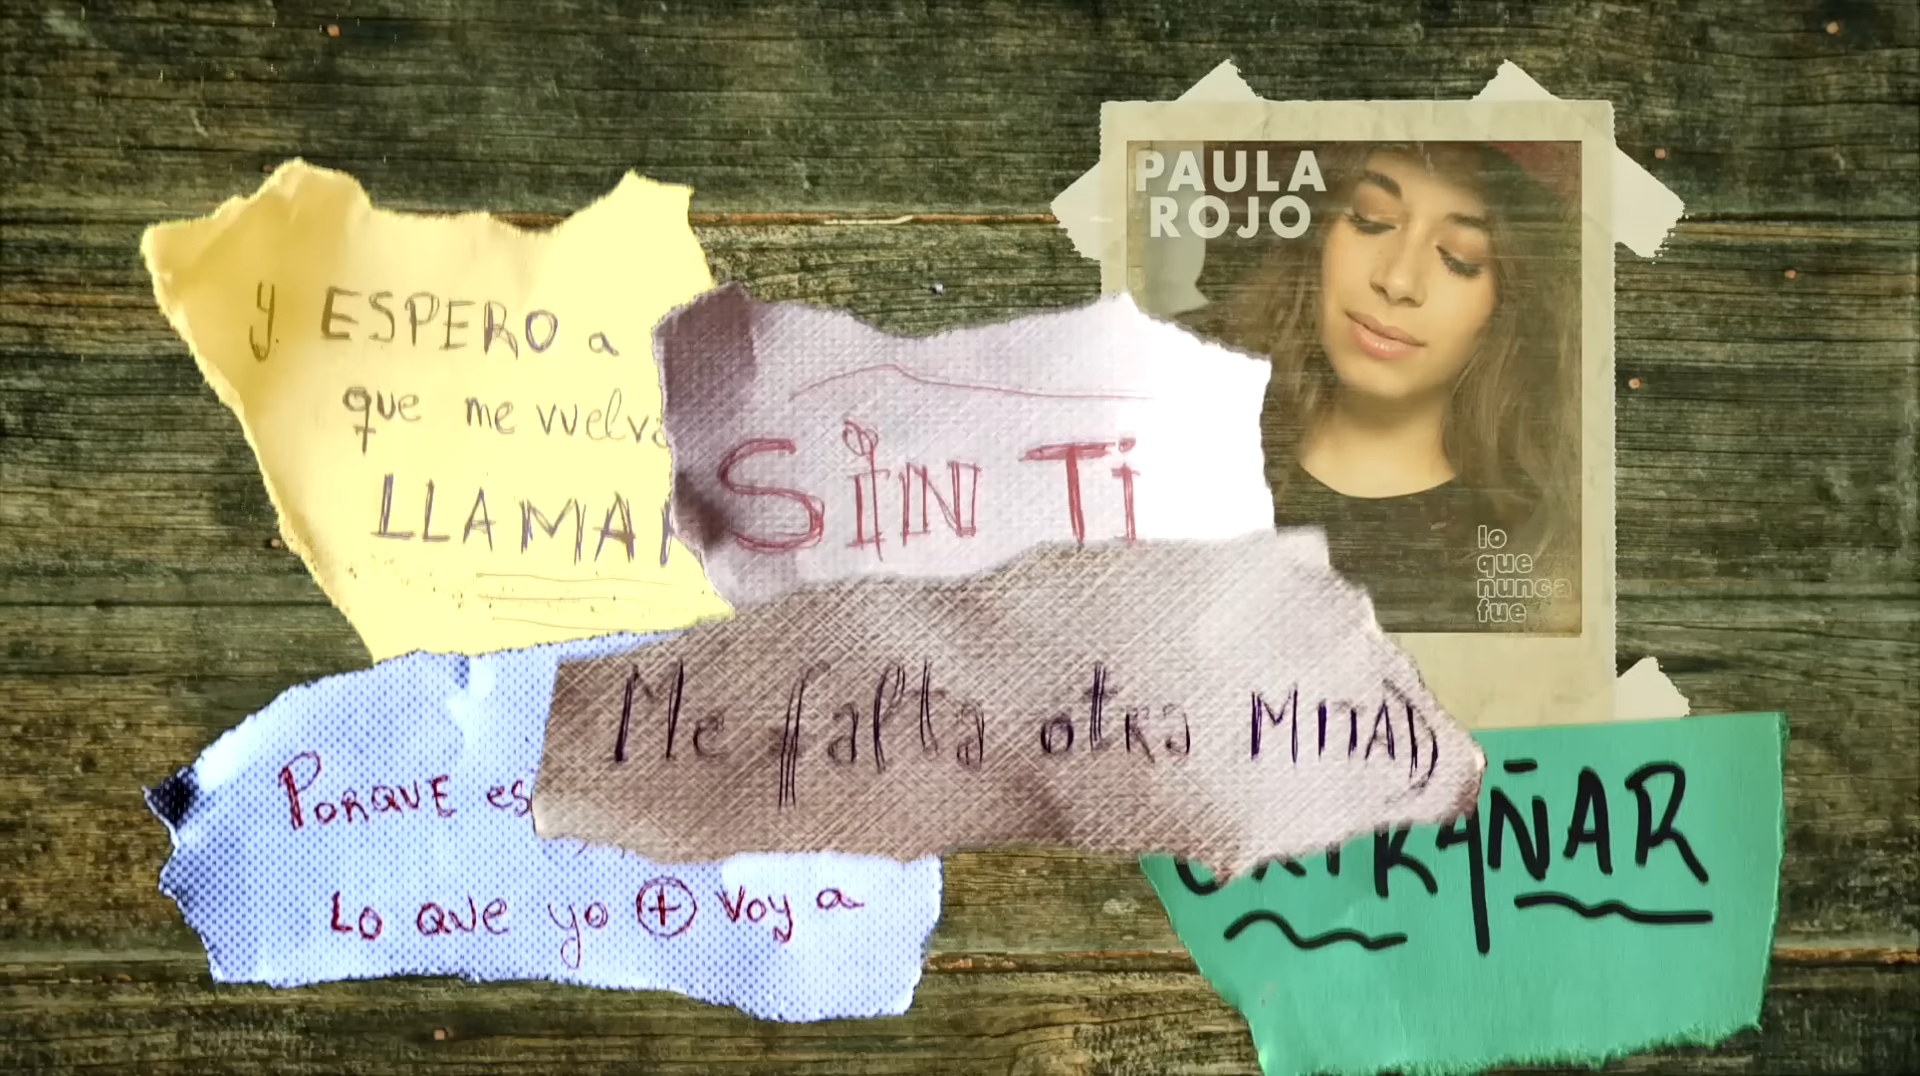 PAULA
ROJO
y ESPERO a
que me vuelva
LLAMA
SiN Ti
lo
que
nunca
fue
Me falta otra MITAD
PORQUE es
EXTRAÑAR
Lo que yo + voy a